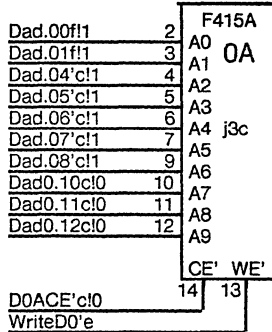 F415A
Dad.00f!1 2 A0 0A
Dad.01f!1 3 A1
Dad.04'c!1 4 A2
Dad.05'c!1 5 A3
Dad.06'c!1 6 A4 j3c
Dad.07'c!1 7 A5
Dad.08'c!1 9 A6
Dad0.10c!0 10 A7
Dad0.11c!0 11 A8
Dad0.12c!0 12 A9
CE' WE'
14 13
D0ACE'c!0
WriteD0'e